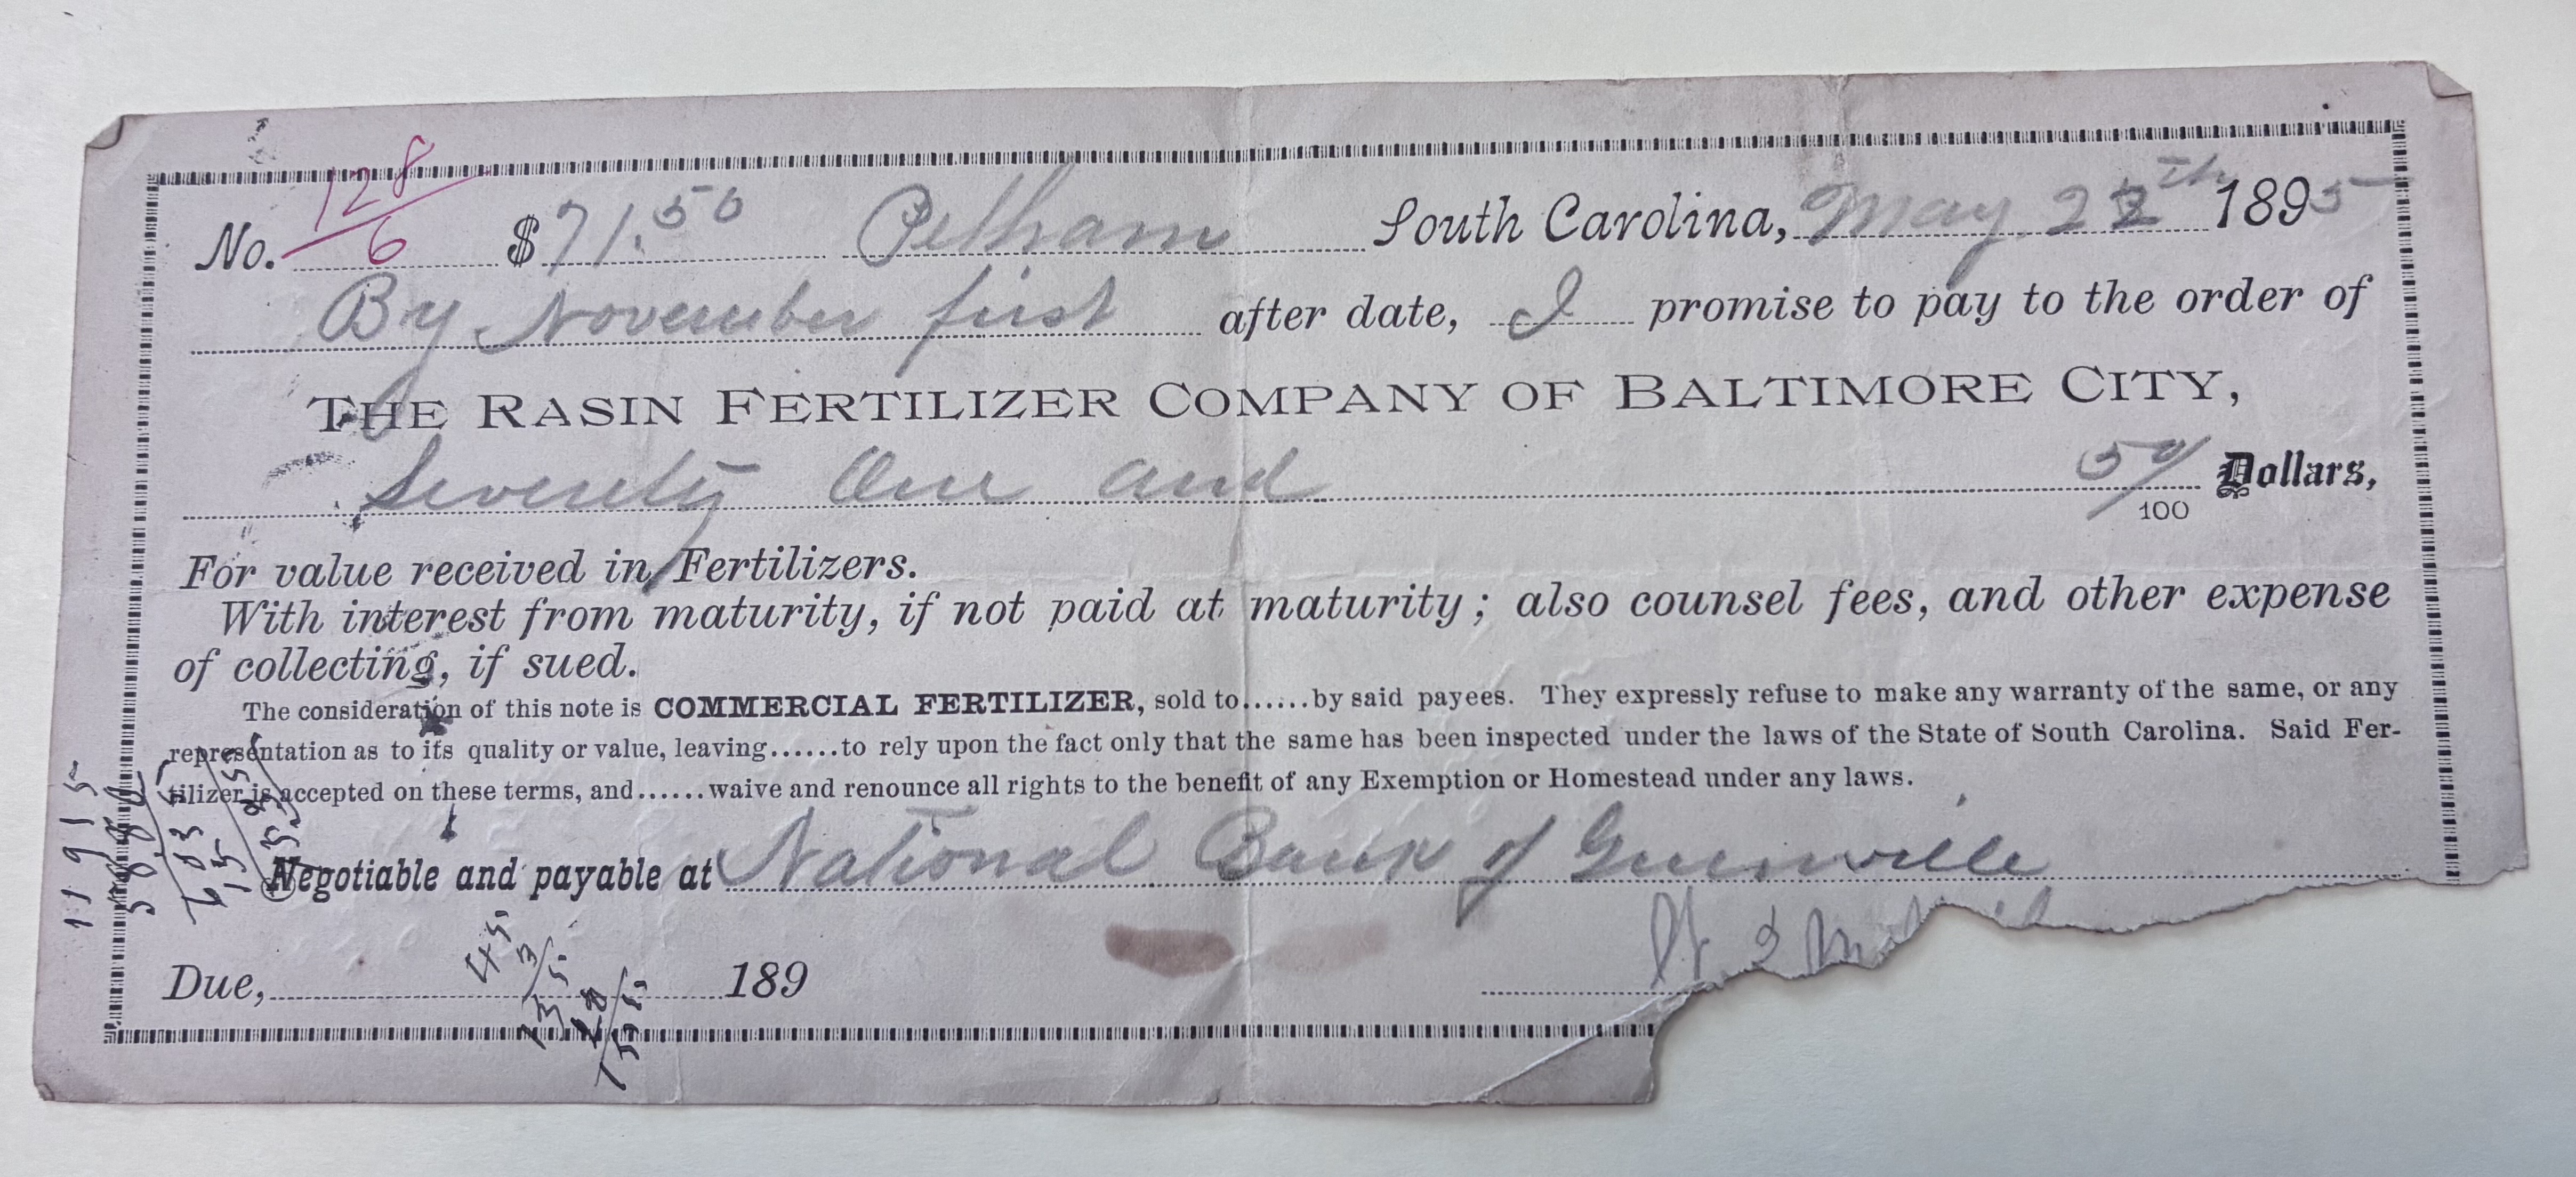 No. 128/6 $71.50 Pelham South Carolina, May 22th 1895
By November first after date, I promise to pay to the order of
THE RASIN FERTILIZER COMPANY OF BALTIMORE CITY,
Seventy One and 50/100 Dollars,
For value received in Fertilizers.
With interest from maturity, if not paid at maturity; also counsel fees, and other expense
of collecting, if sued.
The consideration of this note is COMMERCIAL FERTILIZER, sold to......by said payees. They expressly refuse to make any warranty of the same, or any
representation as to its quality or value, leaving......to rely upon the fact only that the same has been inspected under the laws of the State of South Carolina. Said Fer-
tilizer is accepted on these terms, and......waive and renounce all rights to the benefit of any Exemption or Homestead under any laws.
Negotiable and payable at National Bank of Greenville
Due, 189
11915
45
3/5
135